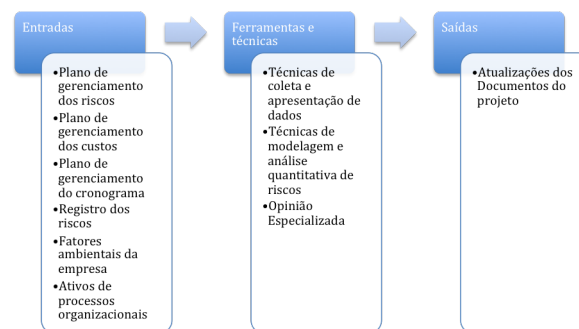 Entradas
•Plano de
gerenciamento
dos riscos
•Plano de
gerenciamento
dos custos
•Plano de
gerenciamento
do cronograma
•Registro dos
riscos
•Fatores
ambientais da
empresa
•Ativos de
processos
organizacionais
Ferramentas e
técnicas
•Técnicas de
coleta e
apresentação de
dados
•Técnicas de
modelagem e
análise
quantitativa de
riscos
•Opinião
Especializada
Saídas
•Atualizações dos
Documentos do
projeto